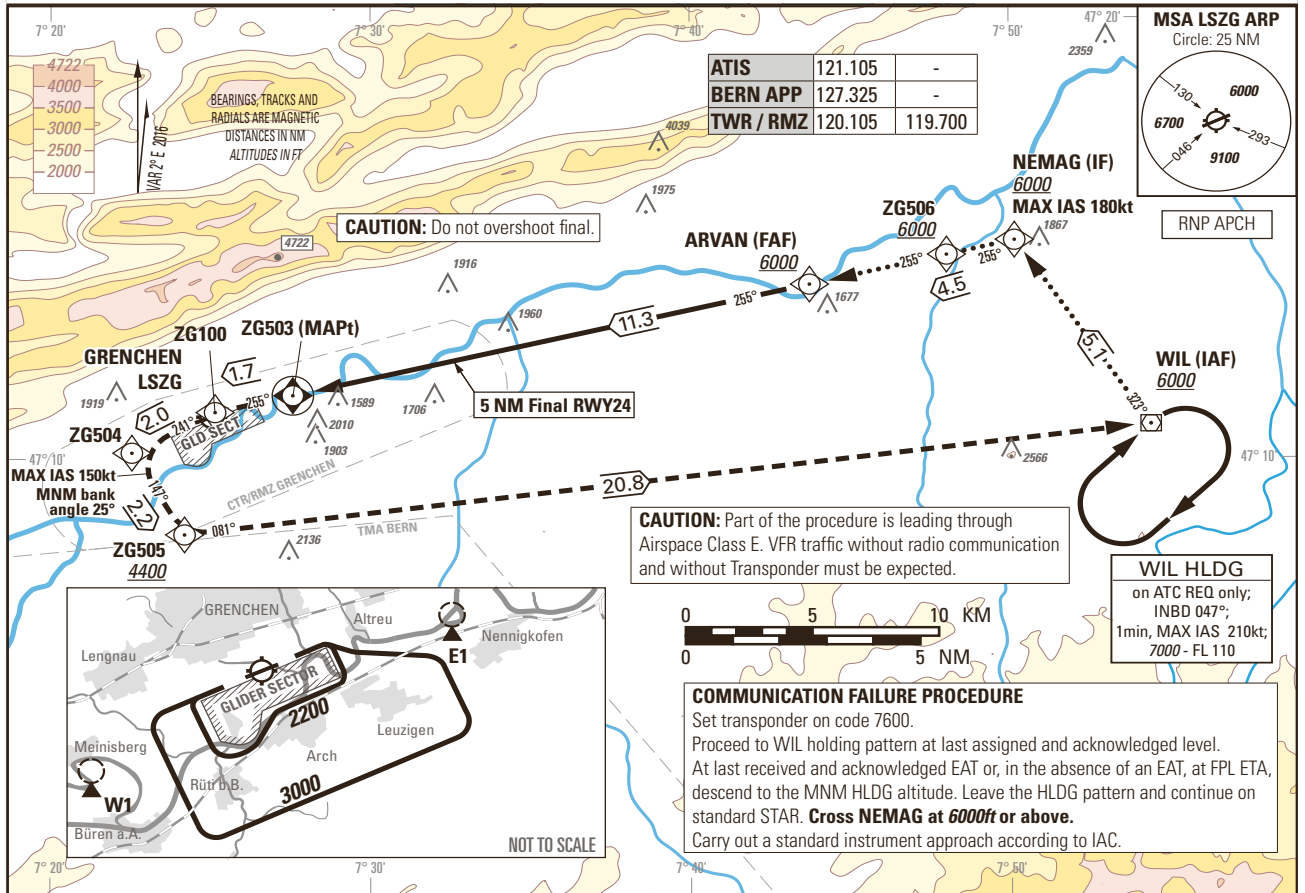 7° 20'
7° 30'
7° 40'
7° 50'
47° 20'
4722
4000
3500
3000
2500
2000
VAR 2° E 2016
BEARINGS, TRACKS AND
RADIALS ARE MAGNETIC
DISTANCES IN NM
ALTITUDES IN FT
ATIS 121.105 -
BERN APP 127.325 -
TWR / RMZ 120.105 119.700
2359
MSA LSZG ARP
Circle: 25 NM
130
6000
6700
293
046
9100
RNP APCH
4039
1975
CAUTION: Do not overshoot final.
4722
NEMAG (IF)
6000
MAX IAS 180kt
1867
ZG506
6000
255°
255°
4.5
ARVAN (FAF)
6000
1677
255°
11.3
1916
1960
5.1
WIL (IAF)
6000
323°
ZG503 (MAPt)
ZG100
GRENCHEN
LSZG
1.7
255°
1919
2.0
241°
GLD SECT
1589
1706
2010
1903
5 NM Final RWY24
ZG504
47° 10'
MAX IAS 150kt
MNM bank
angle 25°
147°
2.2
CTR/RMZ GRENCHEN
2566
47° 10'
20.8
081°
TMA BERN
ZG505
4400
2136
CAUTION: Part of the procedure is leading through
Airspace Class E. VFR traffic without radio communication
and without Transponder must be expected.
WIL HLDG
on ATC REQ only;
INBD 047°;
1min, MAX IAS 210kt;
7000 - FL 110
0 5 10 KM
0 5 NM
GRENCHEN
Altreu
Nennigkofen
E1
Lengnau
GLIDER SECTOR
2200
Leuzigen
Arch
Meinisberg
W1
Rüti b.B.
3000
Büren a.A.
NOT TO SCALE
COMMUNICATION FAILURE PROCEDURE
Set transponder on code 7600.
Proceed to WIL holding pattern at last assigned and acknowledged level.
At last received and acknowledged EAT or, in the absence of an EAT, at FPL ETA,
descend to the MNM HLDG altitude. Leave the HLDG pattern and continue on
standard STAR. Cross NEMAG at 6000ft or above.
Carry out a standard instrument approach according to IAC.
7° 20'
7° 30'
7° 40'
7° 50'